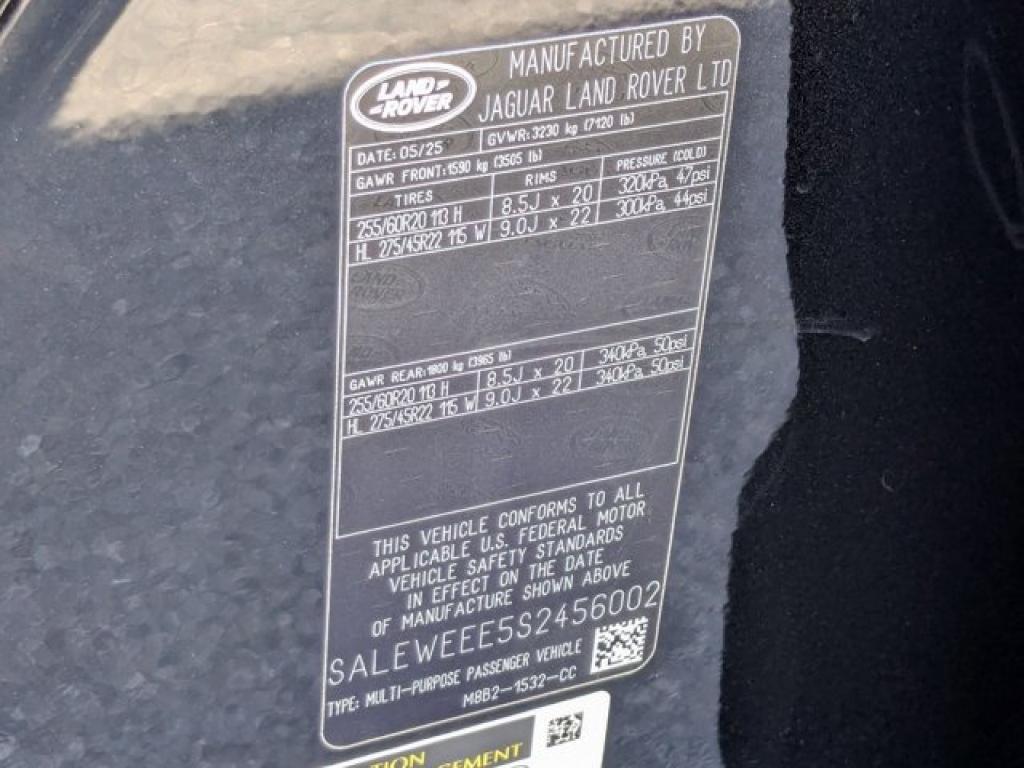 LAND ROVER
MANUFACTURED BY
JAGUAR LAND ROVER LTD
DATE: 05/25 GVWR: 3230 kg (7120 lb)
GAWR FRONT: 1590 kg (3505 lb)
TIRES RIMS PRESSURE (COLD)
255/60R20 113 H 8.5J x 20 320kPa, 47psi
HL 275/45R22 115 W 9.0J x 22 300kPa, 44psi
GAWR REAR: 1800 kg (3965 lb)
255/60R20 113 H 8.5J x 20 340kPa, 50psi
HL 275/45R22 115 W 9.0J x 22 340kPa, 50psi
THIS VEHICLE CONFORMS TO ALL
APPLICABLE U.S. FEDERAL MOTOR
VEHICLE SAFETY STANDARDS
IN EFFECT ON THE DATE
OF MANUFACTURE SHOWN ABOVE
SALEWEEE5S2456002
TYPE: MULTI-PURPOSE PASSENGER VEHICLE
M8B2-1532-CC